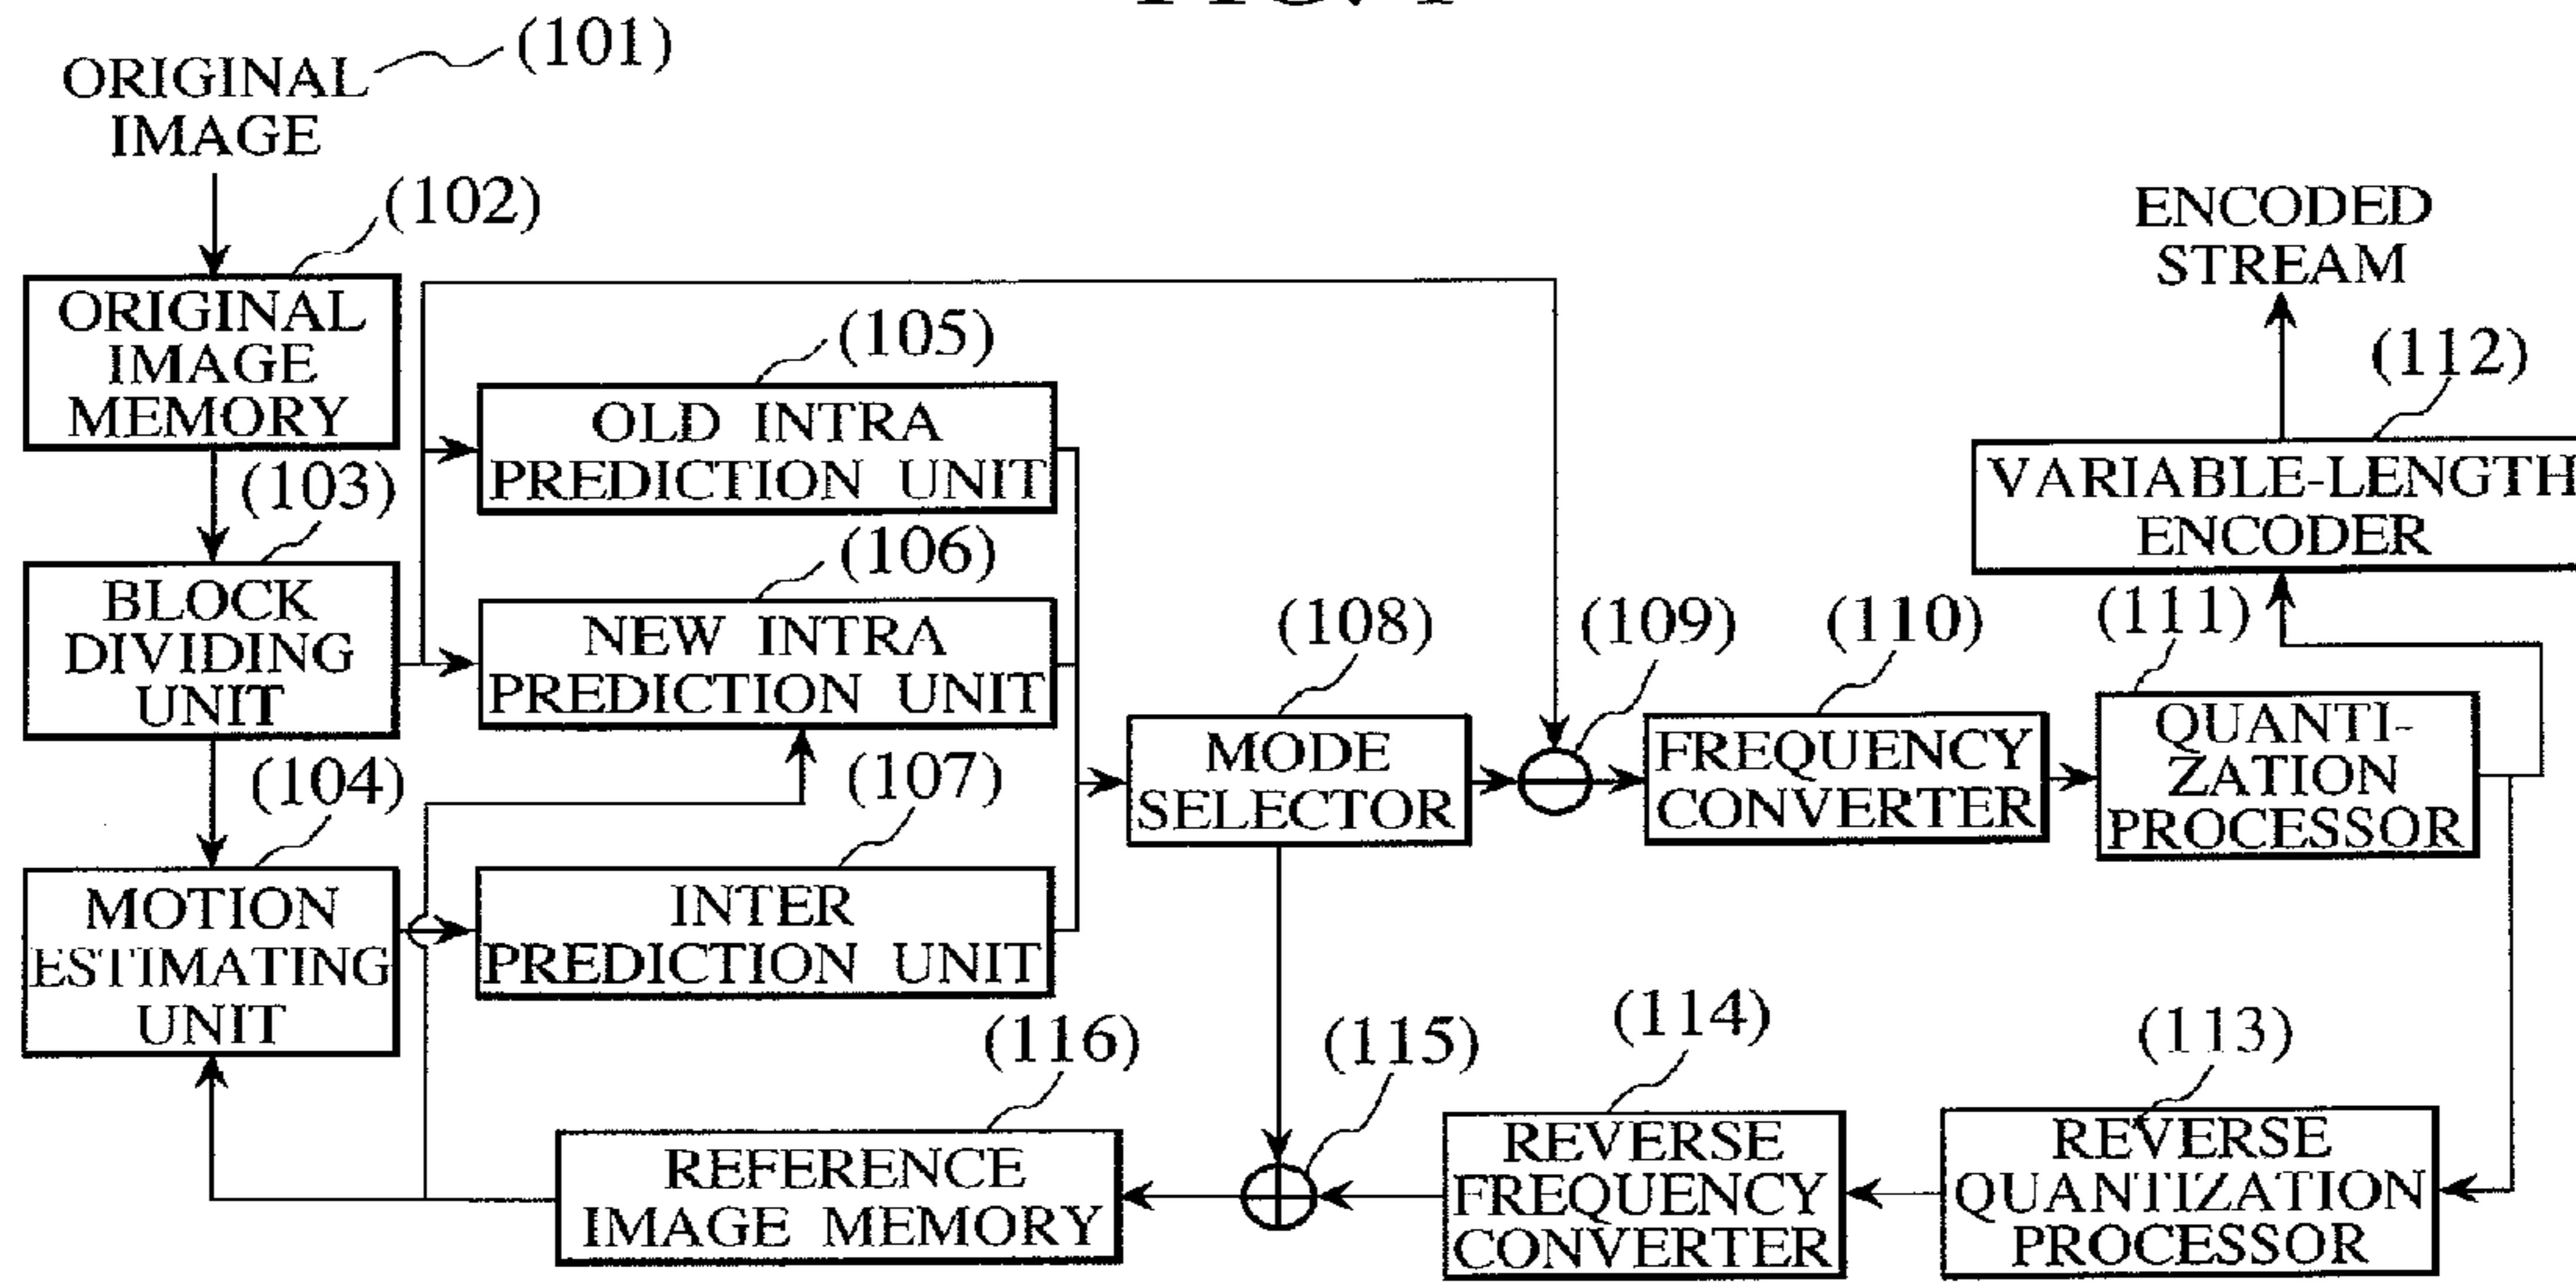 (101)
ORIGINAL
IMAGE
(102)
ORIGINAL
IMAGE
MEMORY
(103)
BLOCK
DIVIDING
UNIT
(104)
MOTION
ESTIMATING
UNIT
(105)
OLD INTRA
PREDICTION UNIT
(106)
NEW INTRA
PREDICTION UNIT
(107)
INTER
PREDICTION UNIT
(108)
MODE
SELECTOR
(109)
(110)
FREQUENCY
CONVERTER
(111)
QUANTI-
ZATION
PROCESSOR
ENCODED
STREAM
(112)
VARIABLE-LENGTH
ENCODER
(113)
REVERSE
QUANTIZATION
PROCESSOR
(114)
REVERSE
FREQUENCY
CONVERTER
(115)
(116)
REFERENCE
IMAGE MEMORY